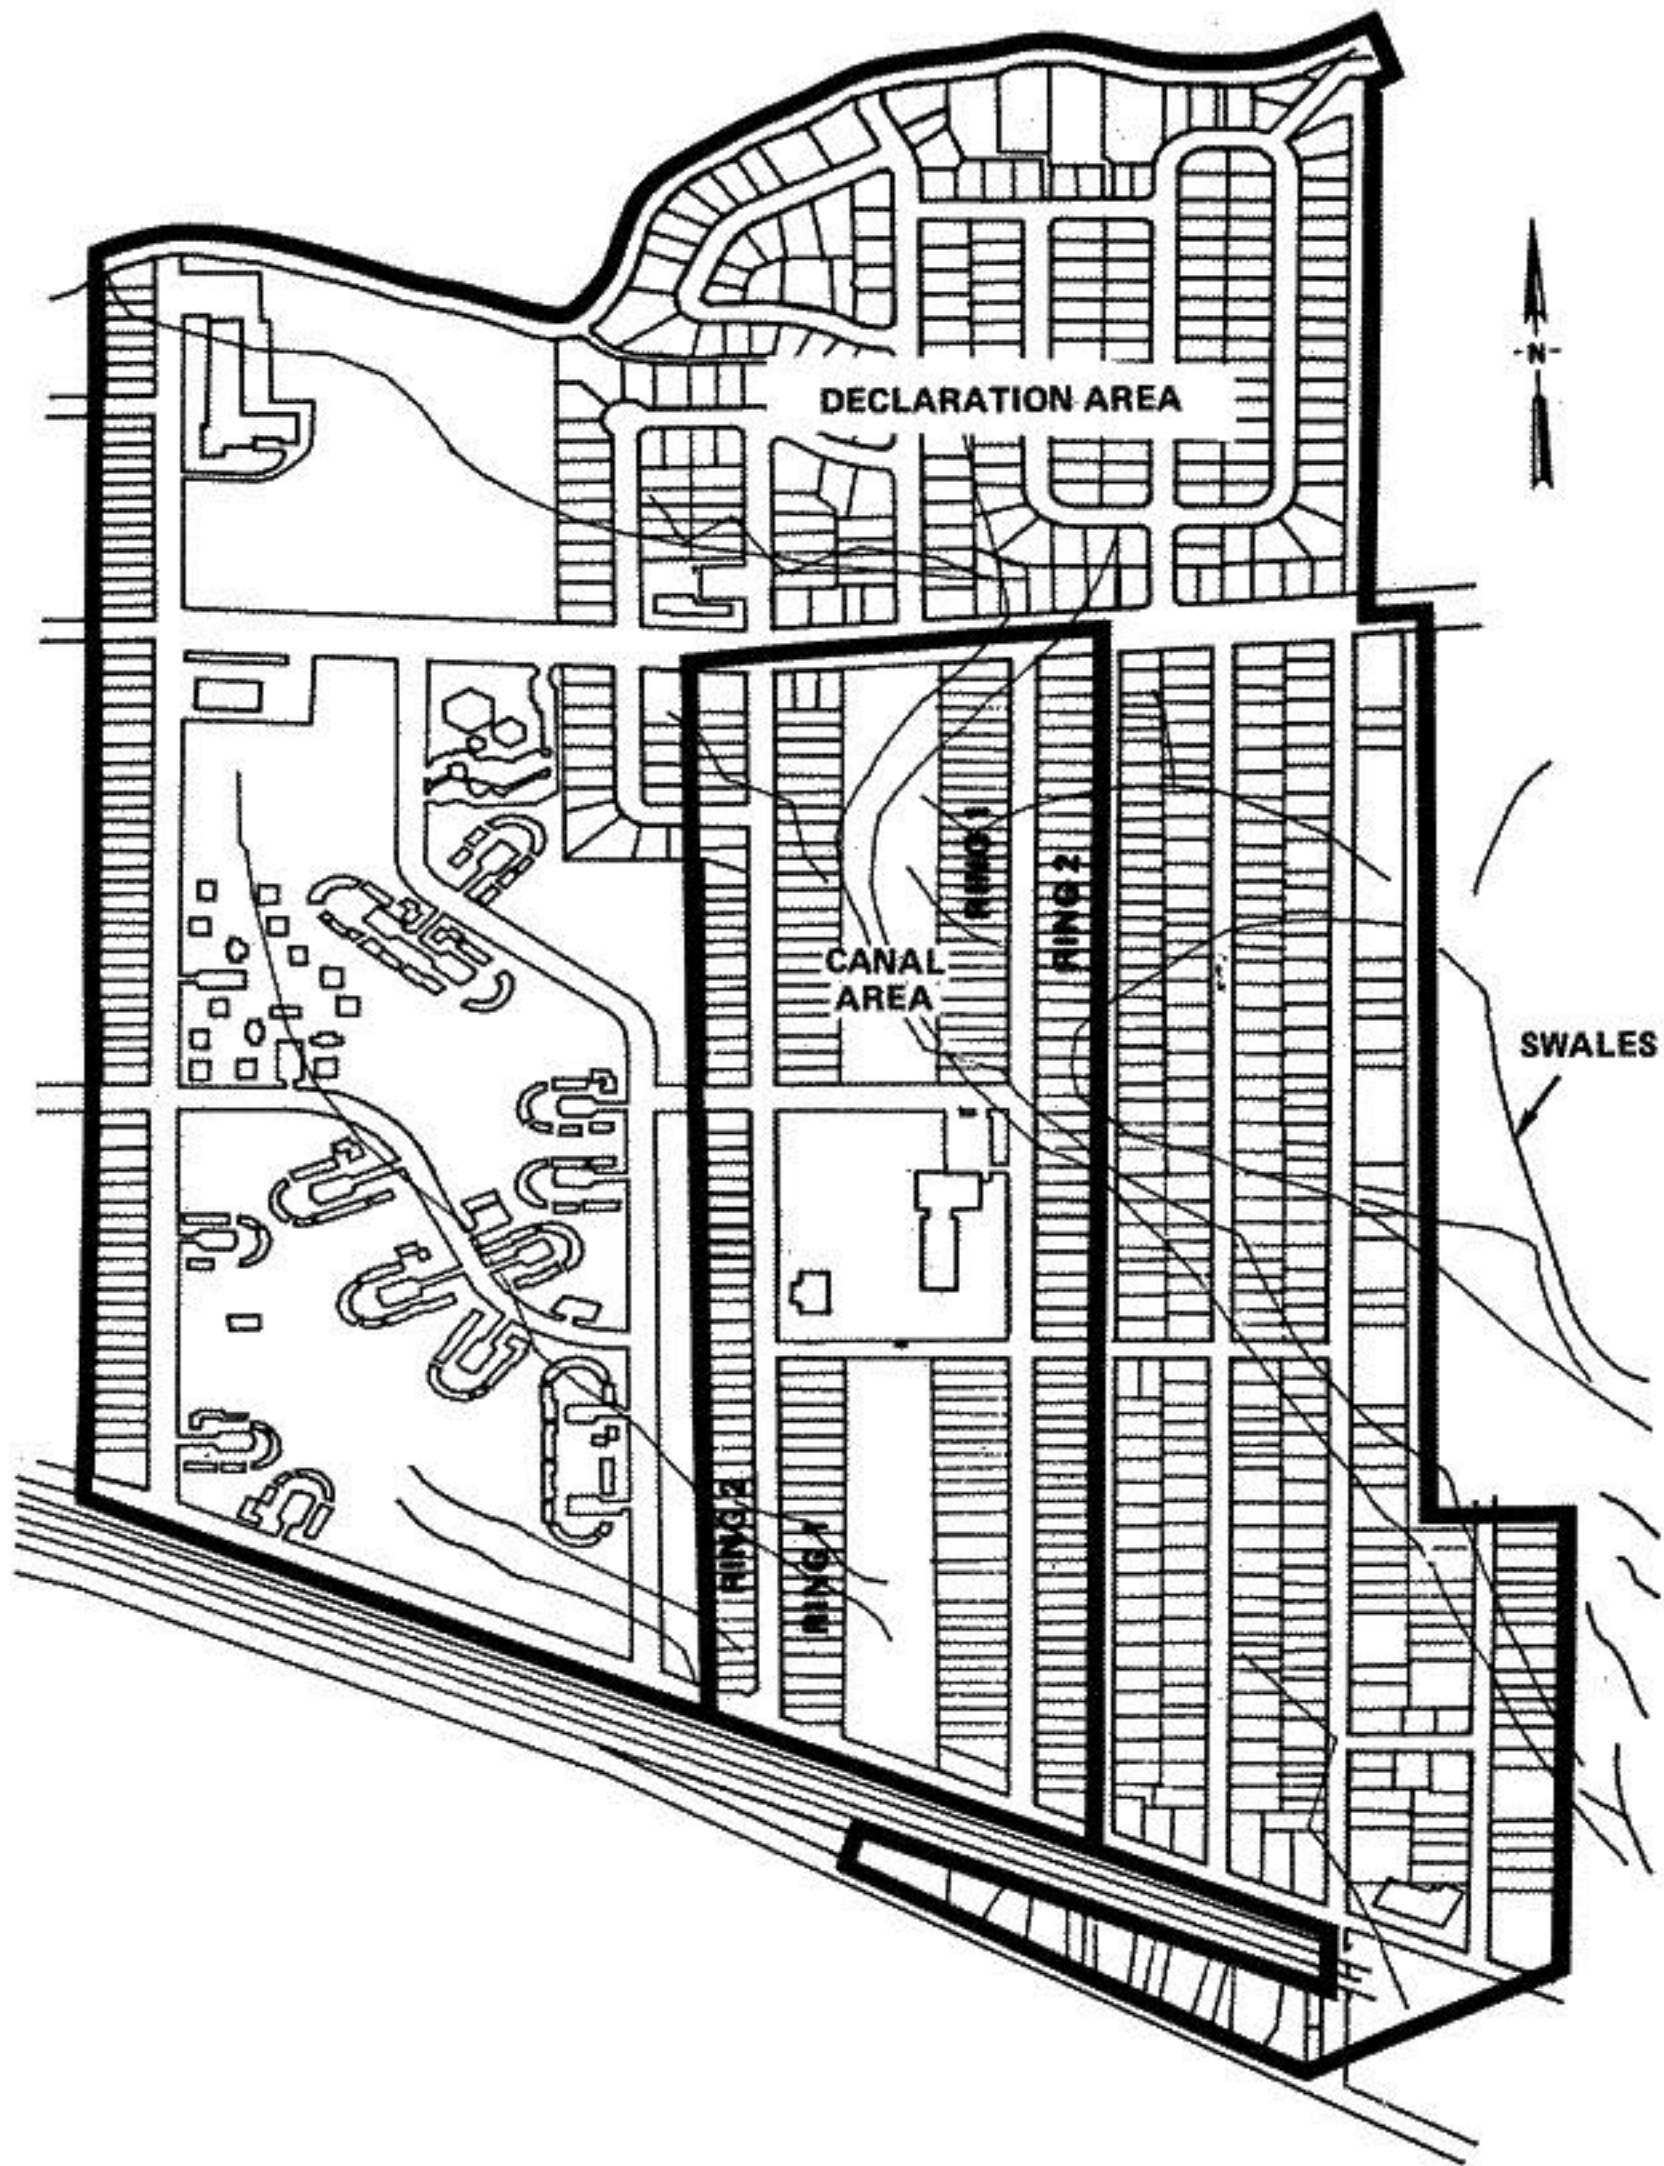 -N-
DECLARATION AREA
RING 1
RING 2
CANAL
AREA
SWALES
RING 2
RING 1